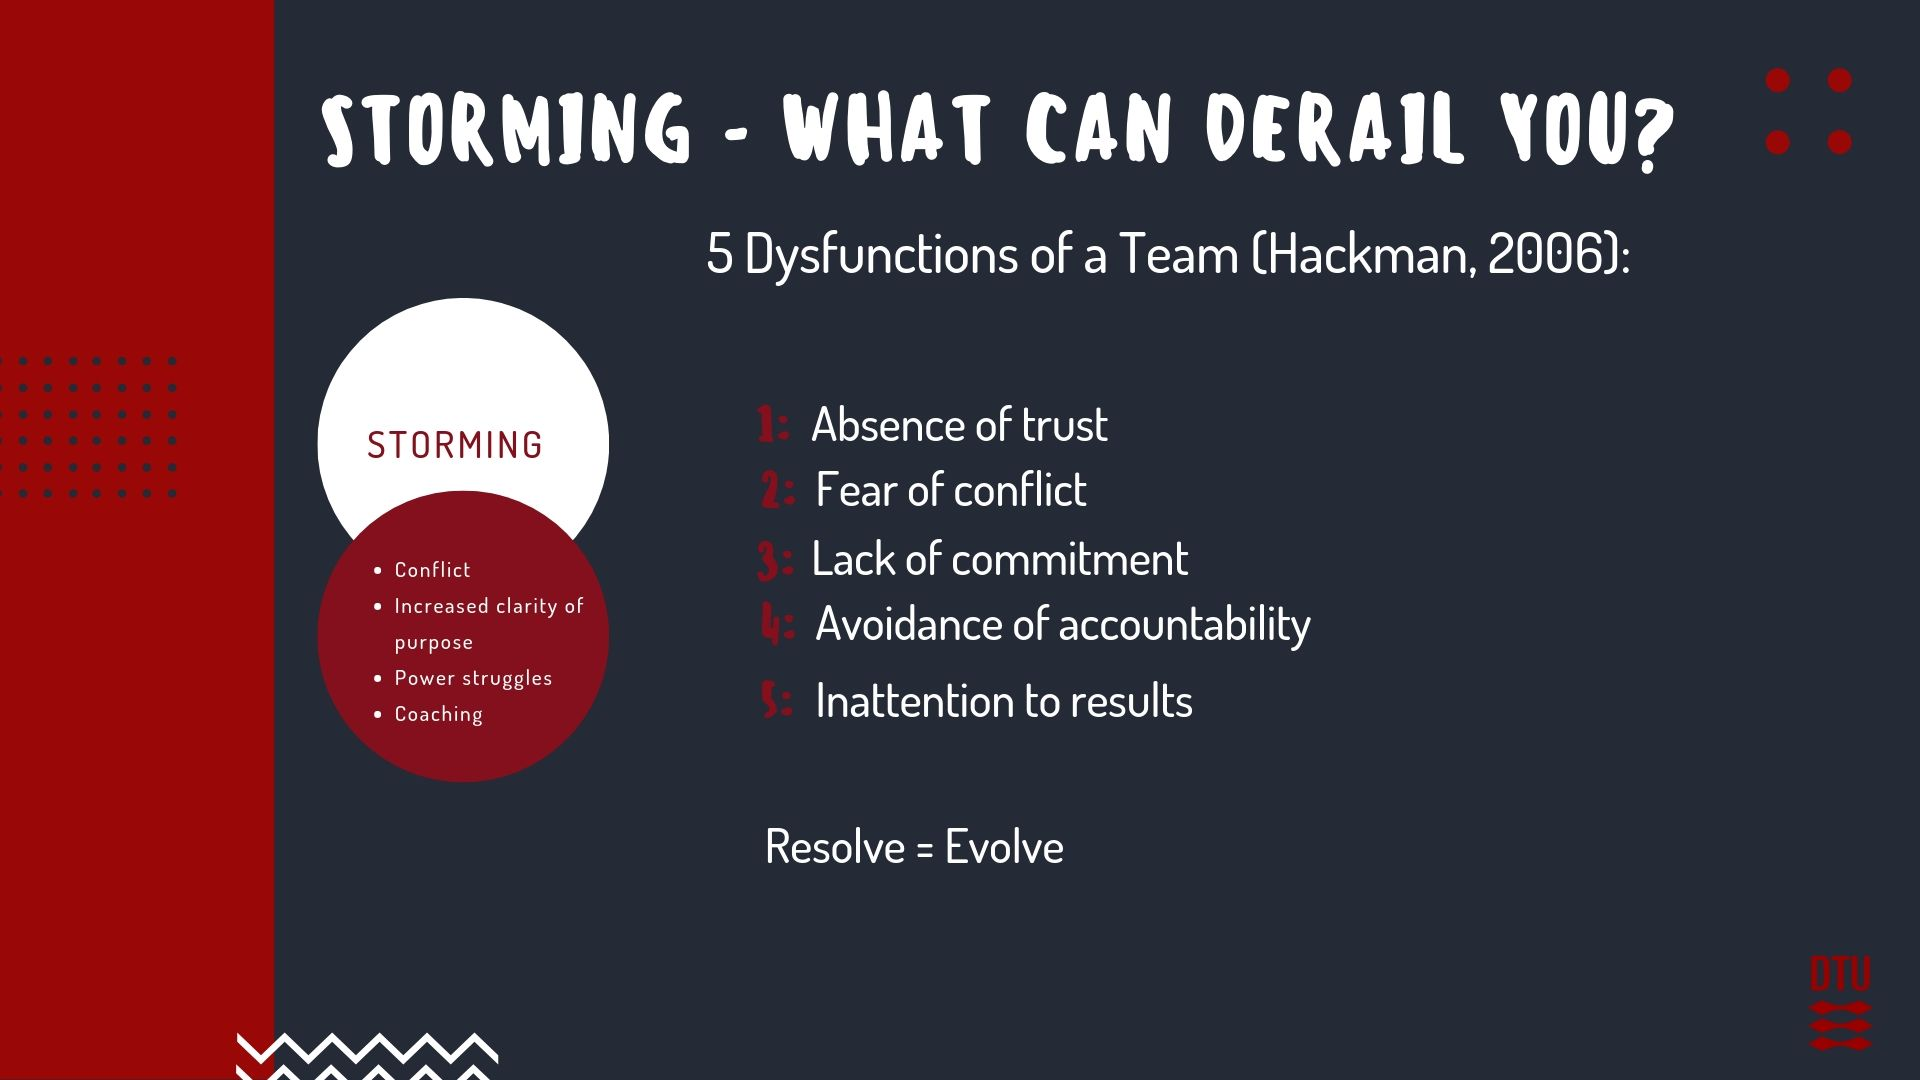 STORMING - WHAT CAN DERAIL YOU?
5 Dysfunctions of a Team (Hackman, 2006):
STORMING
• Conflict
• Increased clarity of
purpose
• Power struggles
• Coaching
1: Absence of trust
2: Fear of conflict
3: Lack of commitment
4: Avoidance of accountability
5: Inattention to results
Resolve = Evolve
DTU